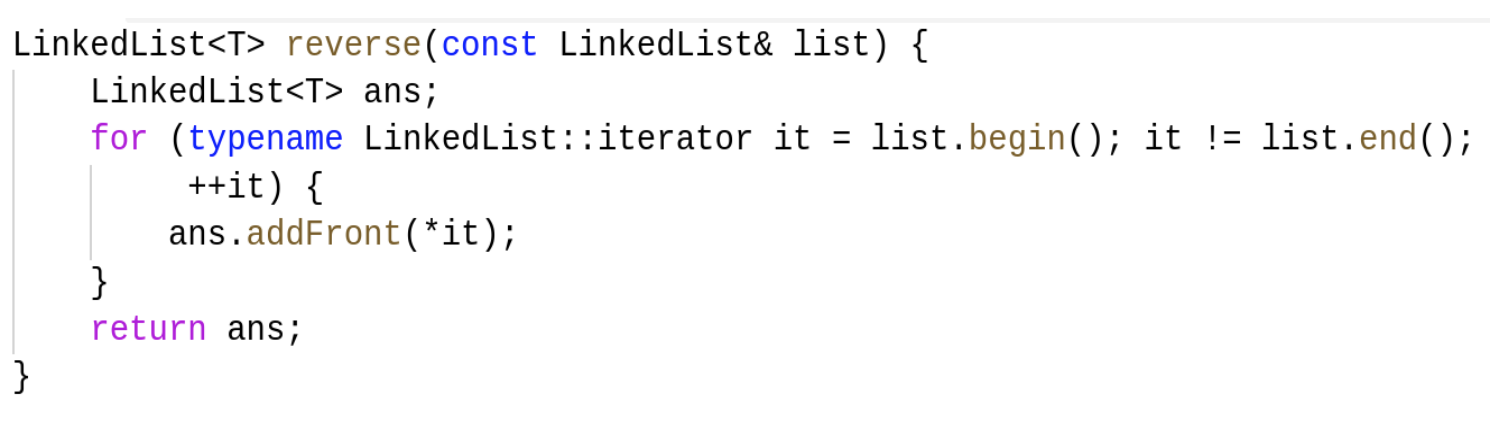 LinkedList<T> reverse(const LinkedList& list) {
    LinkedList<T> ans;
    for (typename LinkedList::iterator it = list.begin(); it != list.end();
         ++it) {
        ans.addFront(*it);
    }
    return ans;
}